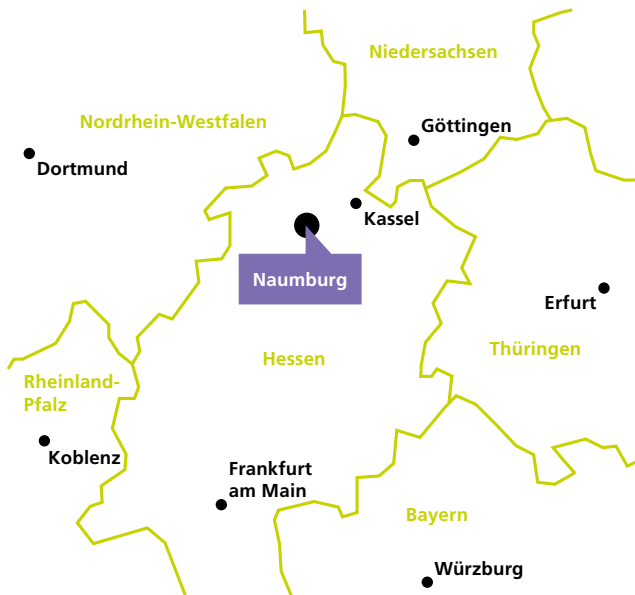 Niedersachsen
Nordrhein-Westfalen
Göttingen
Dortmund
Kassel
Naumburg
Erfurt
Thüringen
Hessen
Rheinland-
Pfalz
Koblenz
Frankfurt
am Main
Bayern
Würzburg